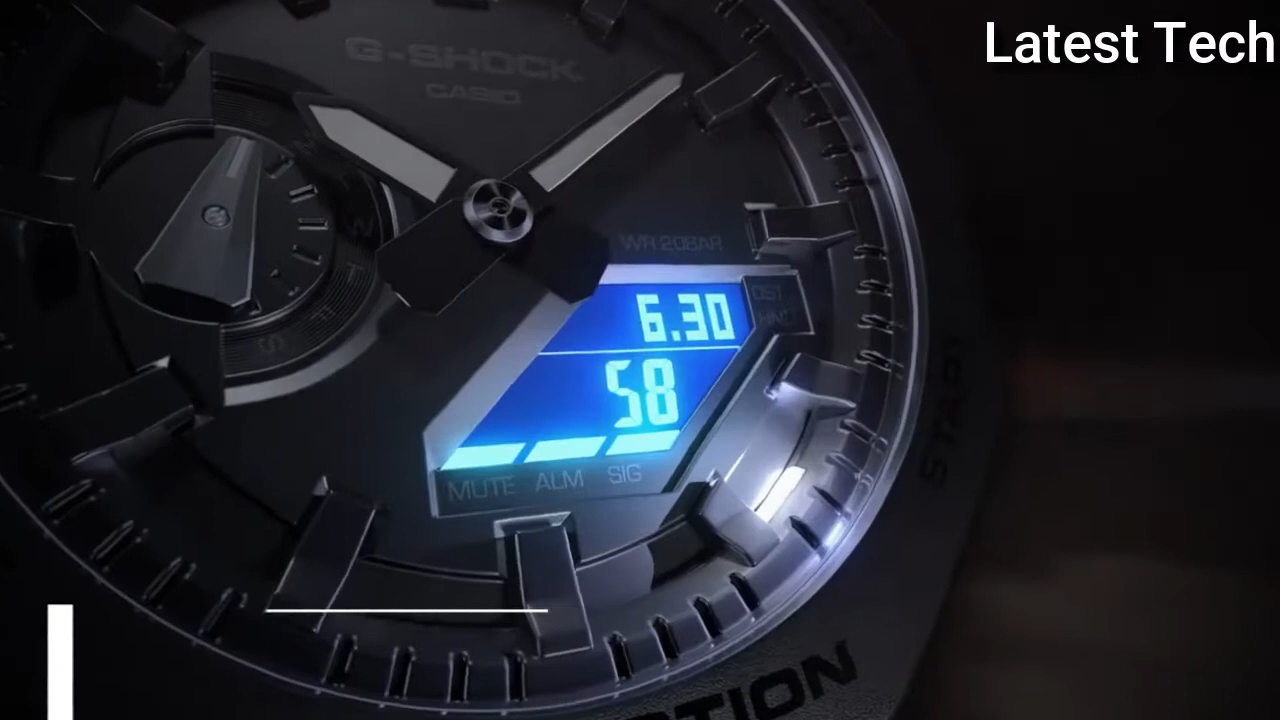 Latest Tech
G-SHOCK
CASIO
WR 20BAR
6.30
DST
58
MUTE ALM SIG